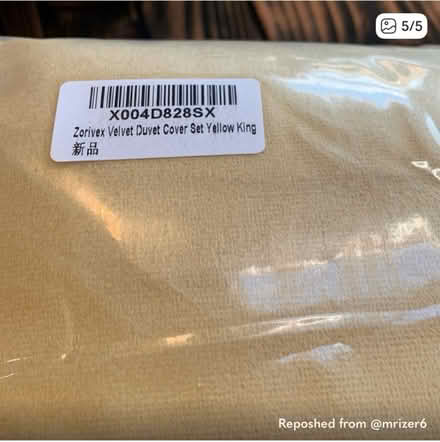 5/5
X004D828SX
Zorivex Velvet Duvet Cover Set Yellow King
新品
Reposhed from @mrizer6